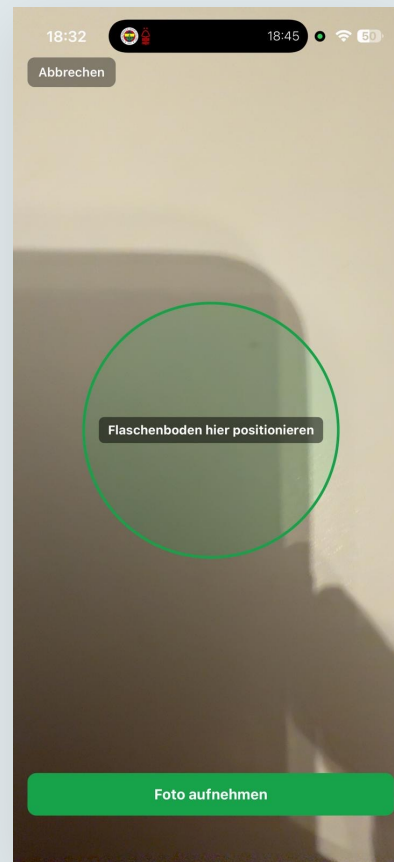 18:32
18:45
50
Abbrechen
Flaschenboden hier positionieren
Foto aufnehmen